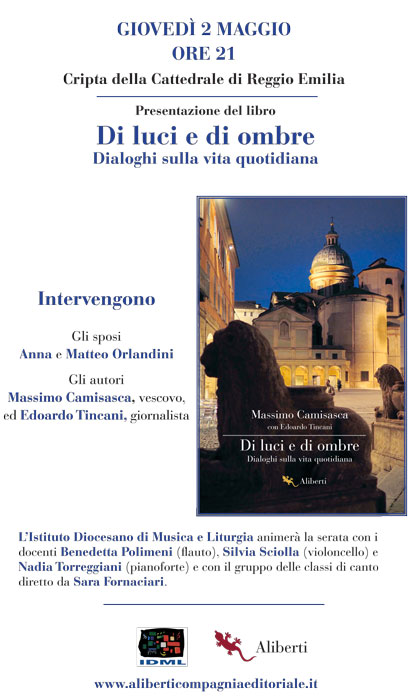 GIOVEDÌ 2 MAGGIO
ORE 21
Cripta della Cattedrale di Reggio Emilia
Presentazione del libro
Di luci e di ombre
Dialoghi sulla vita quotidiana
Intervengono
Gli sposi
Anna e Matteo Orlandini
Gli autori
Massimo Camisasca, vescovo,
ed Edoardo Tincani, giornalista
Massimo Camisasca
con Edoardo Tincani
Di luci e di ombre
Dialoghi sulla vita quotidiana
Aliberti
L'Istituto Diocesano di Musica e Liturgia animerà la serata con i
docenti Benedetta Polimeni (flauto), Silvia Sciolla (violoncello) e
Nadia Torreggiani (pianoforte) e con il gruppo delle classi di canto
diretto da Sara Fornaciari.
IDML
Aliberti
www.aliberticompagniaeditoriale.it